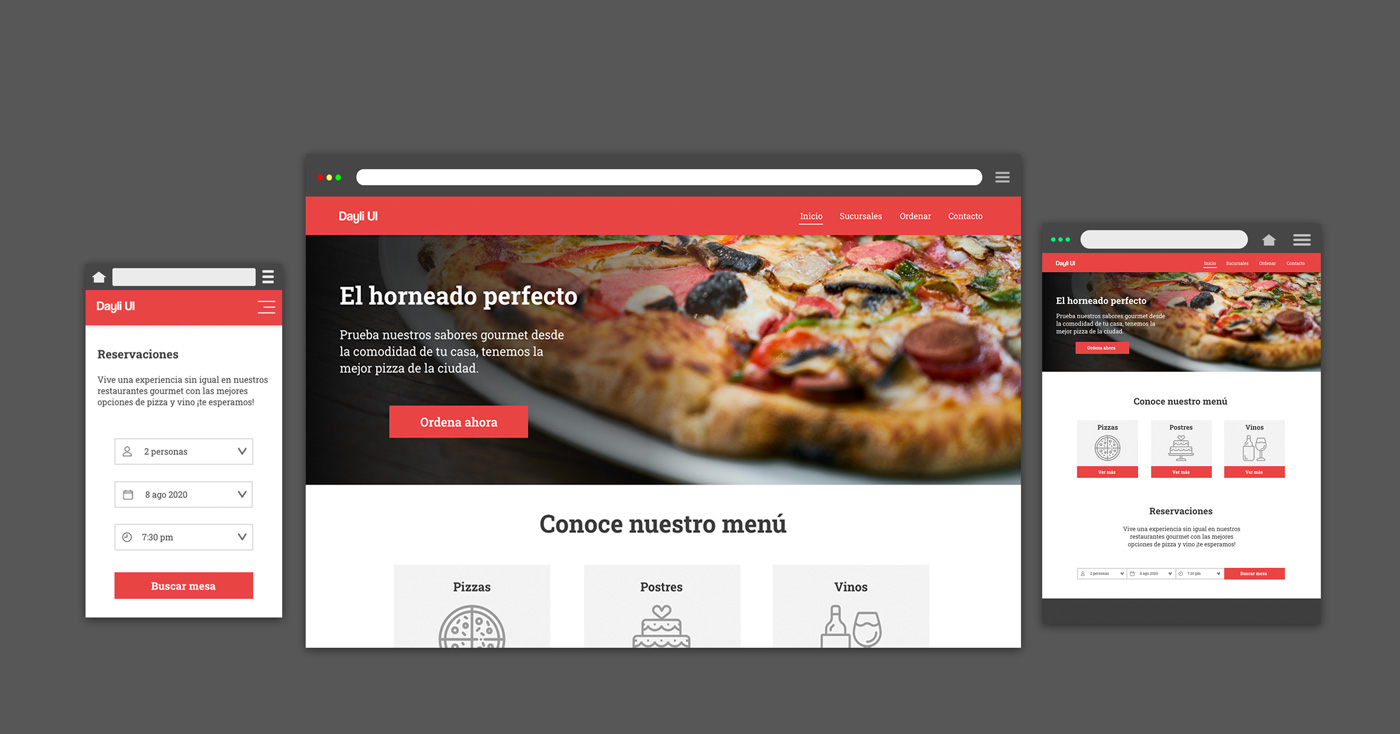 Dayli UI
Reservaciones
Vive una experiencia sin igual en nuestros
restaurantes gourmet con las mejores
opciones de pizza y vino ¡te esperamos!
2 personas
8 ago 2020
7:30 pm
Buscar mesa
Dayli UI
Inicio Sucursales Ordenar Contacto
El horneado perfecto
Prueba nuestros sabores gourmet desde
la comodidad de tu casa, tenemos la
mejor pizza de la ciudad.
Ordena ahora
Conoce nuestro menú
Pizzas Postres Vinos
Dayli UI
Inicio Sucursales Ordenar Contacto
El horneado perfecto
Prueba nuestros sabores gourmet desde
la comodidad de tu casa, tenemos la
mejor pizza de la ciudad.
Ordena ahora
Conoce nuestro menú
Pizzas Postres Vinos
Ver más Ver más Ver más
Reservaciones
Vive una experiencia sin igual en nuestros
restaurantes gourmet con las mejores
opciones de pizza y vino ¡te esperamos!
2 personas 8 ago 2020 7:30 pm Buscar mesa